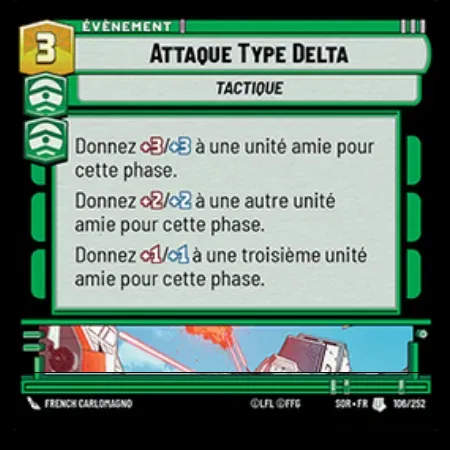 ÉVÈNEMENT
3
ATTAQUE TYPE DELTA
TACTIQUE
Donnez +3/+3 à une unité amie pour
cette phase.
Donnez +2/+2 à une autre unité
amie pour cette phase.
Donnez +1/+1 à une troisième unité
amie pour cette phase.
FRENCH CARLOMAGNO
©LFL ©FFG
SOR • FR
106/252